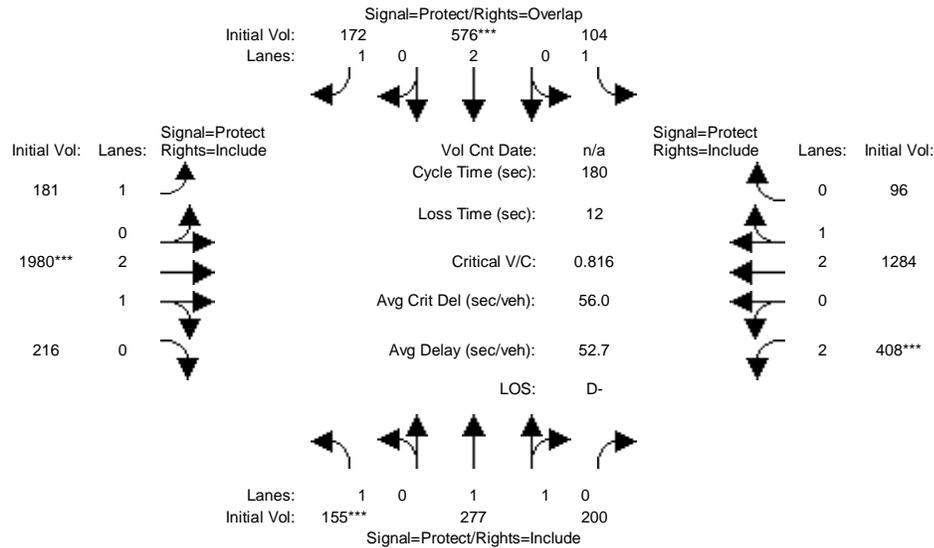 Signal=Protect/Rights=Overlap
Initial Vol: 172 576*** 104
Lanes: 1 0 2 0 1
Signal=Protect Signal=Protect
Initial Vol: Lanes: Rights=Include Vol Cnt Date: n/a Rights=Include Lanes: Initial Vol:
Cycle Time (sec): 180
181 1 0 96
Loss Time (sec): 12
0 1
1980*** 2 Critical V/C: 0.816 2 1284
1 Avg Crit Del (sec/veh): 56.0 0
216 0 Avg Delay (sec/veh): 52.7 2 408***
LOS: D-
Lanes: 1 0 1 1 0
Initial Vol: 155*** 277 200
Signal=Protect/Rights=Include